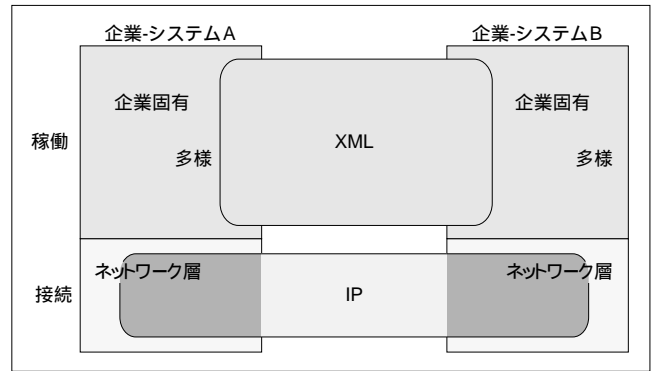 企業-システムA
企業-システムB
企業固有
企業固有
稼働
多様
XML
多様
ネットワーク層
ネットワーク層
接続
IP